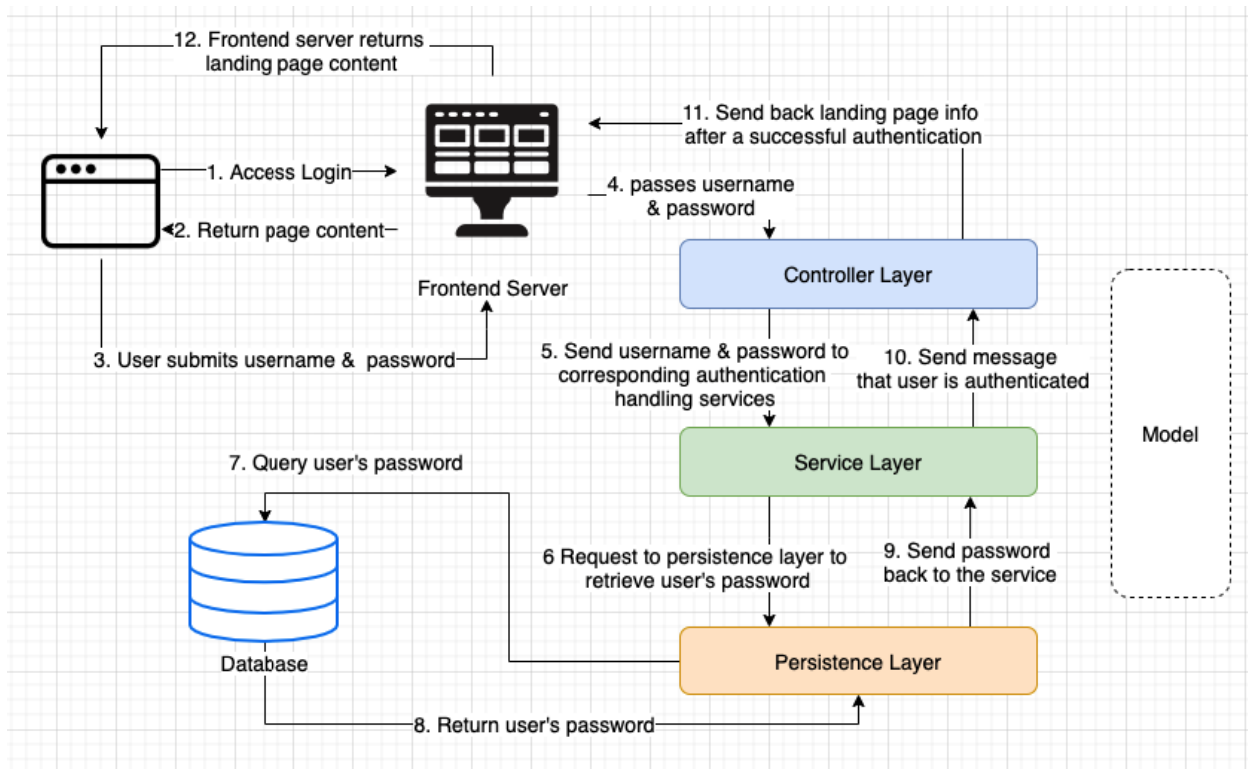 12. Frontend server returns
landing page content
11. Send back landing page info
after a successful authentication
1. Access Login
4. passes username
& password
2. Return page content
Controller Layer
Frontend Server
3. User submits username & password
5. Send username & password to
corresponding authentication
handling services
10. Send message
that user is authenticated
Model
7. Query user's password
Service Layer
6 Request to persistence layer to
retrieve user's password
9. Send password
back to the service
Database
Persistence Layer
8. Return user's password